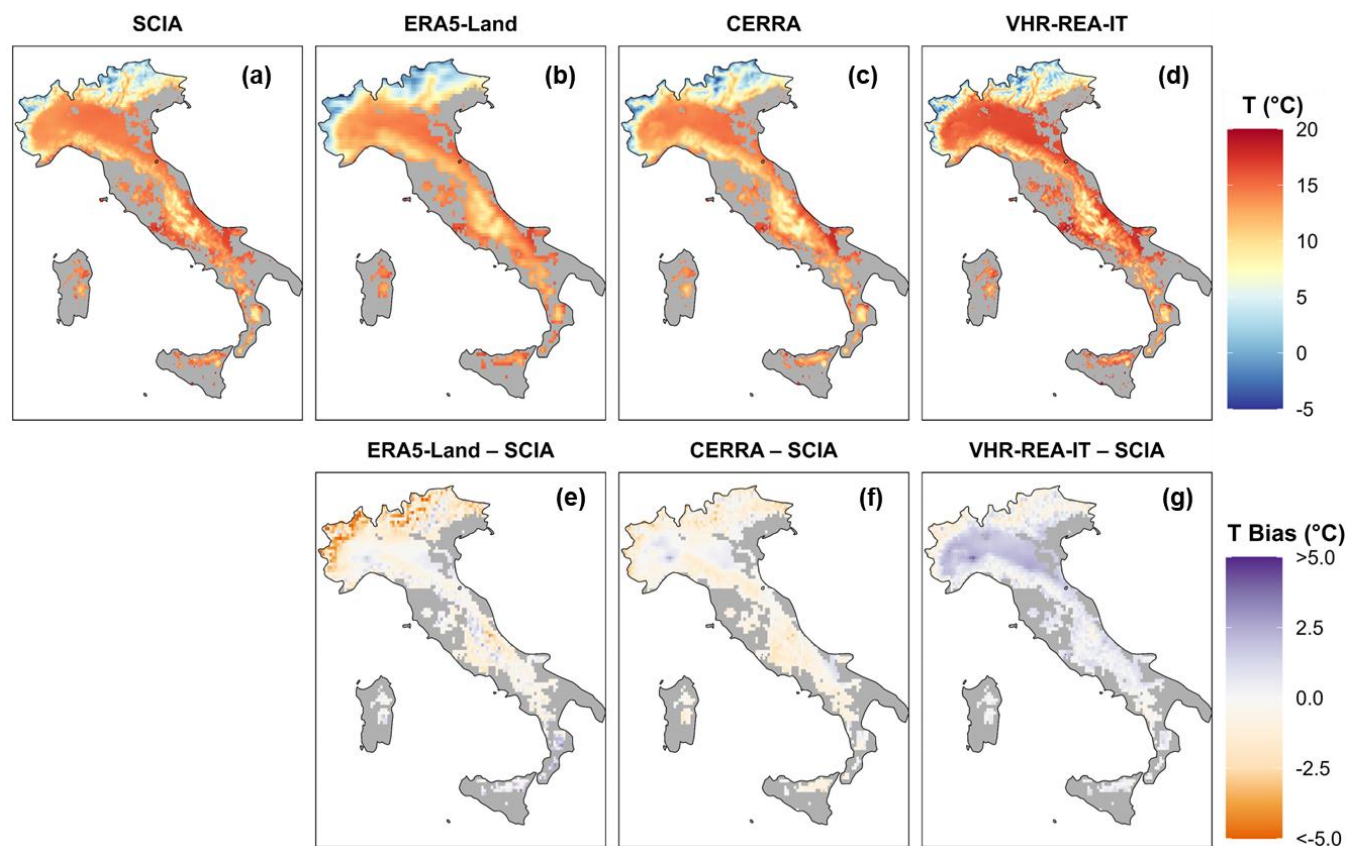 SCIA
ERA5-Land
CERRA
VHR-REA-IT
(a)
(b)
(c)
(d)
T (°C)
20
15
10
5
0
-5
ERA5-Land – SCIA
CERRA – SCIA
VHR-REA-IT – SCIA
(e)
(f)
(g)
T Bias (°C)
>5.0
2.5
0.0
-2.5
<-5.0